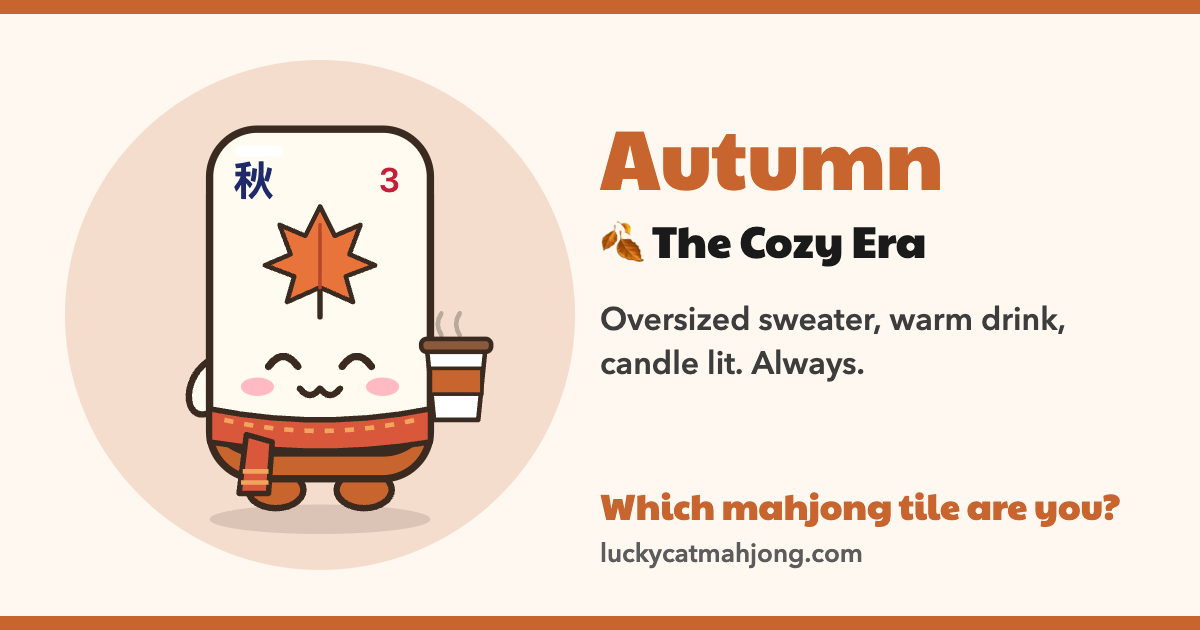 秋 3
Autumn
🍂 The Cozy Era
Oversized sweater, warm drink,
candle lit. Always.
Which mahjong tile are you?
luckycatmahjong.com